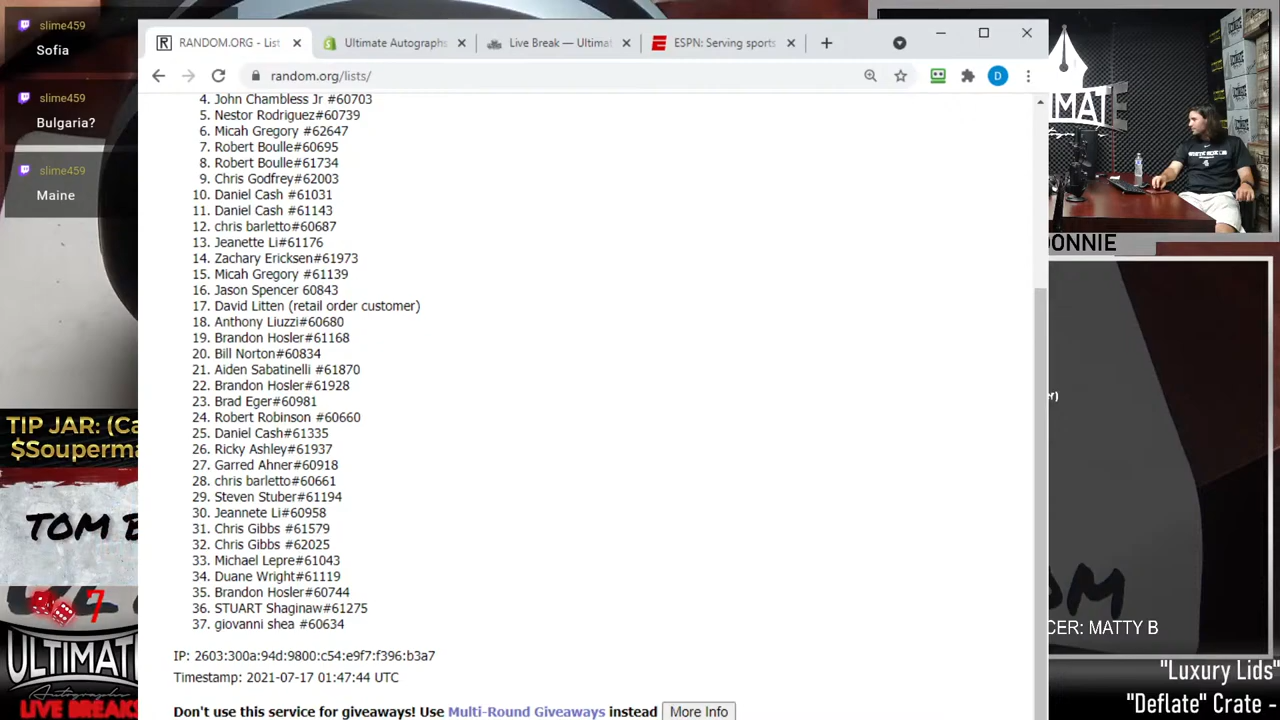 slime459
Sofia
slime459
Bulgaria?
slime459
Maine
RANDOM.ORG - List
Ultimate Autographs
Live Break — Ultimat
ESPN: Serving sports
random.org/lists/
D
4. John Chambless Jr #60703
5. Nestor Rodriguez#60739
6. Micah Gregory #62647
7. Robert Boulle#60695
8. Robert Boulle#61734
9. Chris Godfrey#62003
10. Daniel Cash #61031
11. Daniel Cash #61143
12. chris barletto#60687
13. Jeanette Li#61176
14. Zachary Ericksen#61973
15. Micah Gregory #61139
16. Jason Spencer 60843
17. David Litten (retail order customer)
18. Anthony Liuzzi#60680
19. Brandon Hosler#61168
20. Bill Norton#60834
21. Aiden Sabatinelli #61870
22. Brandon Hosler#61928
23. Brad Eger#60981
24. Robert Robinson #60660
25. Daniel Cash#61335
26. Ricky Ashley#61937
27. Garred Ahner#60918
28. chris barletto#60661
29. Steven Stuber#61194
30. Jeannete Li#60958
31. Chris Gibbs #61579
32. Chris Gibbs #62025
33. Michael Lepre#61043
34. Duane Wright#61119
35. Brandon Hosler#60744
36. STUART Shaginaw#61275
37. giovanni shea #60634
IP: 2603:300a:94d:9800:c54:e9f7:f396:b3a7
Timestamp: 2021-07-17 01:47:44 UTC
Don't use this service for giveaways! Use Multi-Round Giveaways instead More Info
TIP JAR: (Ca
$Souperma
TOM B
7
ULTIMAT
Autographs
LIVE BREAKS
IMATE
DONNIE
r)
OM
CER: MATTY B
"Luxury Lids"
"Deflate" Crate -